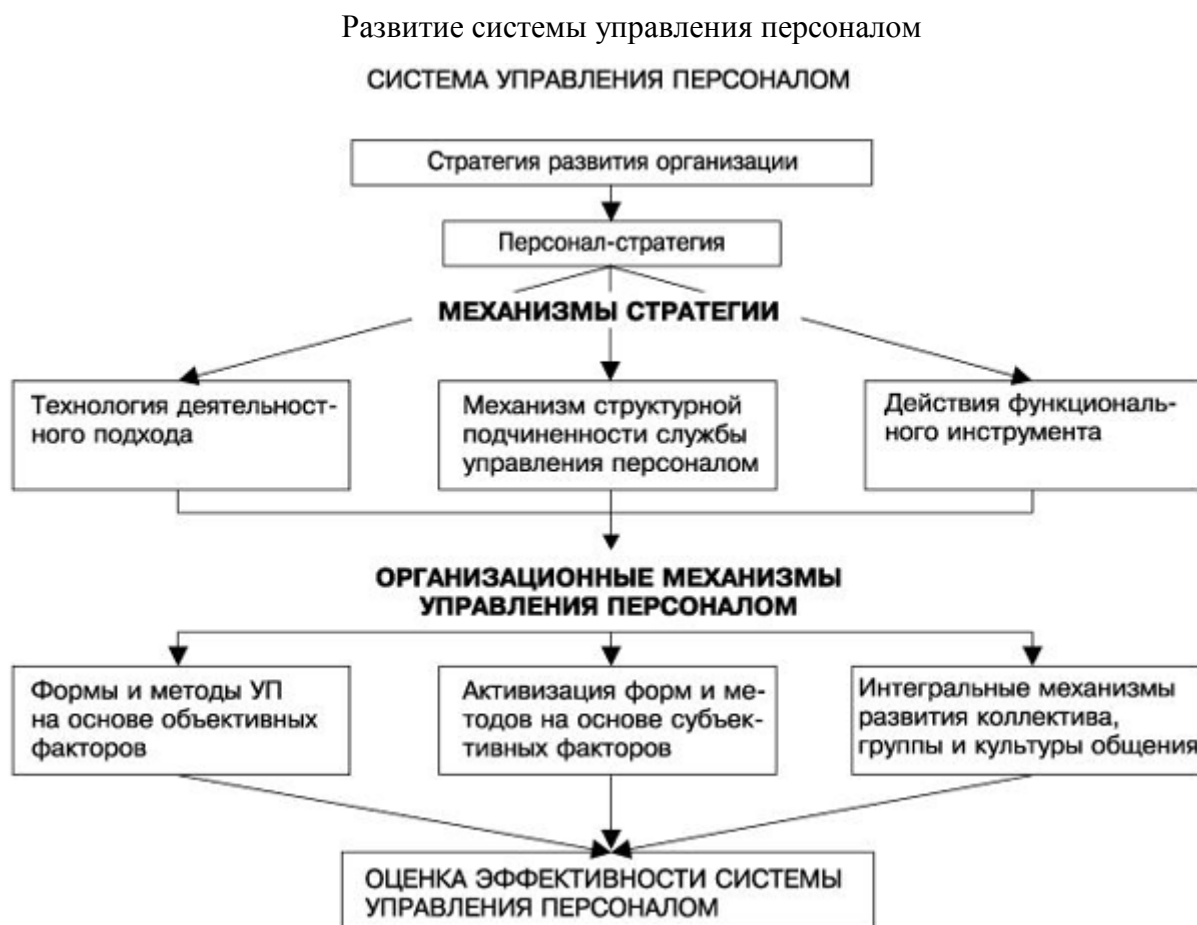 Развитие системы управления персоналом
СИСТЕМА УПРАВЛЕНИЯ ПЕРСОНАЛОМ
Стратегия развития организации
Персонал-стратегия
МЕХАНИЗМЫ СТРАТЕГИИ
Технология деятельност-
ного подхода
Механизм структурной
подчиненности службы
управления персоналом
Действия функциональ-
ного инструмента
ОРГАНИЗАЦИОННЫЕ МЕХАНИЗМЫ
УПРАВЛЕНИЯ ПЕРСОНАЛОМ
Формы и методы УП
на основе объективных
факторов
Активизация форм и ме-
тодов на основе субъек-
тивных факторов
Интегральные механизмы
развития коллектива,
группы и культуры общения
ОЦЕНКА ЭФФЕКТИВНОСТИ СИСТЕМЫ
УПРАВЛЕНИЯ ПЕРСОНАЛОМ